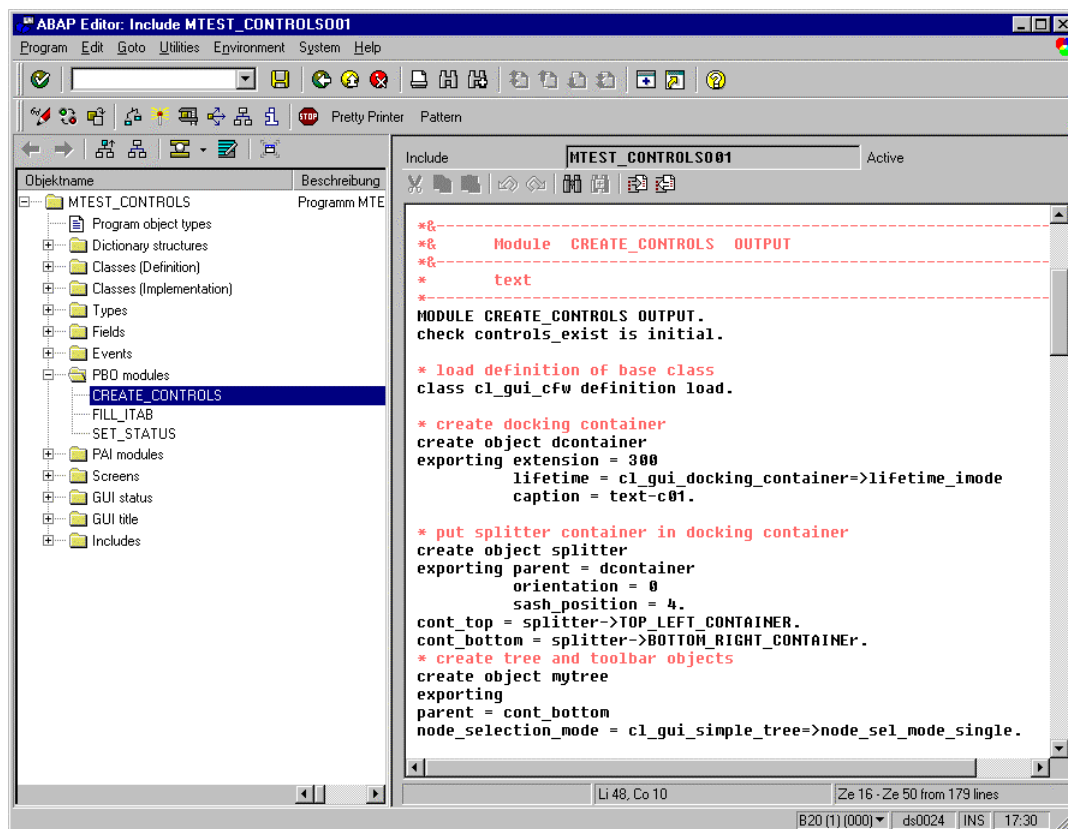 ABAP Editor: Include MTEST_CONTROLSO01
Program Edit Goto Utilities Environment System Help
STOP Pretty Printer Pattern
Include MTEST_CONTROLSO01 Active
Objektname Beschreibung
MTEST_CONTROLS Programm MTE
Program object types
Dictionary structures
Classes (Definition)
Classes (Implementation)
Types
Fields
Events
PBO modules
CREATE_CONTROLS
FILL_ITAB
SET_STATUS
PAI modules
Screens
GUI status
GUI title
Includes
*&---------------------------------------------------------------------
*& Module CREATE_CONTROLS OUTPUT
*&---------------------------------------------------------------------
* text
*----------------------------------------------------------------------
MODULE CREATE_CONTROLS OUTPUT.
check controls_exist is initial.
* load definition of base class
class cl_gui_cfw definition load.
* create docking container
create object dcontainer
exporting extension = 300
lifetime = cl_gui_docking_container=>lifetime_imode
caption = text-c01.
* put splitter container in docking container
create object splitter
exporting parent = dcontainer
orientation = 0
sash_position = 4.
cont_top = splitter->TOP_LEFT_CONTAINER.
cont_bottom = splitter->BOTTOM_RIGHT_CONTAINEr.
* create tree and toolbar objects
create object mytree
exporting
parent = cont_bottom
node_selection_mode = cl_gui_simple_tree=>node_sel_mode_single.
Li 48, Co 10 Ze 16 - Ze 50 from 179 lines
B20 (1) (000) ds0024 INS 17:30